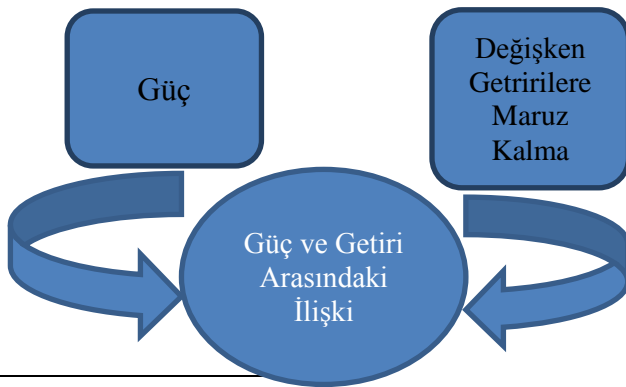 Güç
Değişken
Getririlere
Maruz
Kalma
Güç ve Getiri
Arasındaki
İlişki